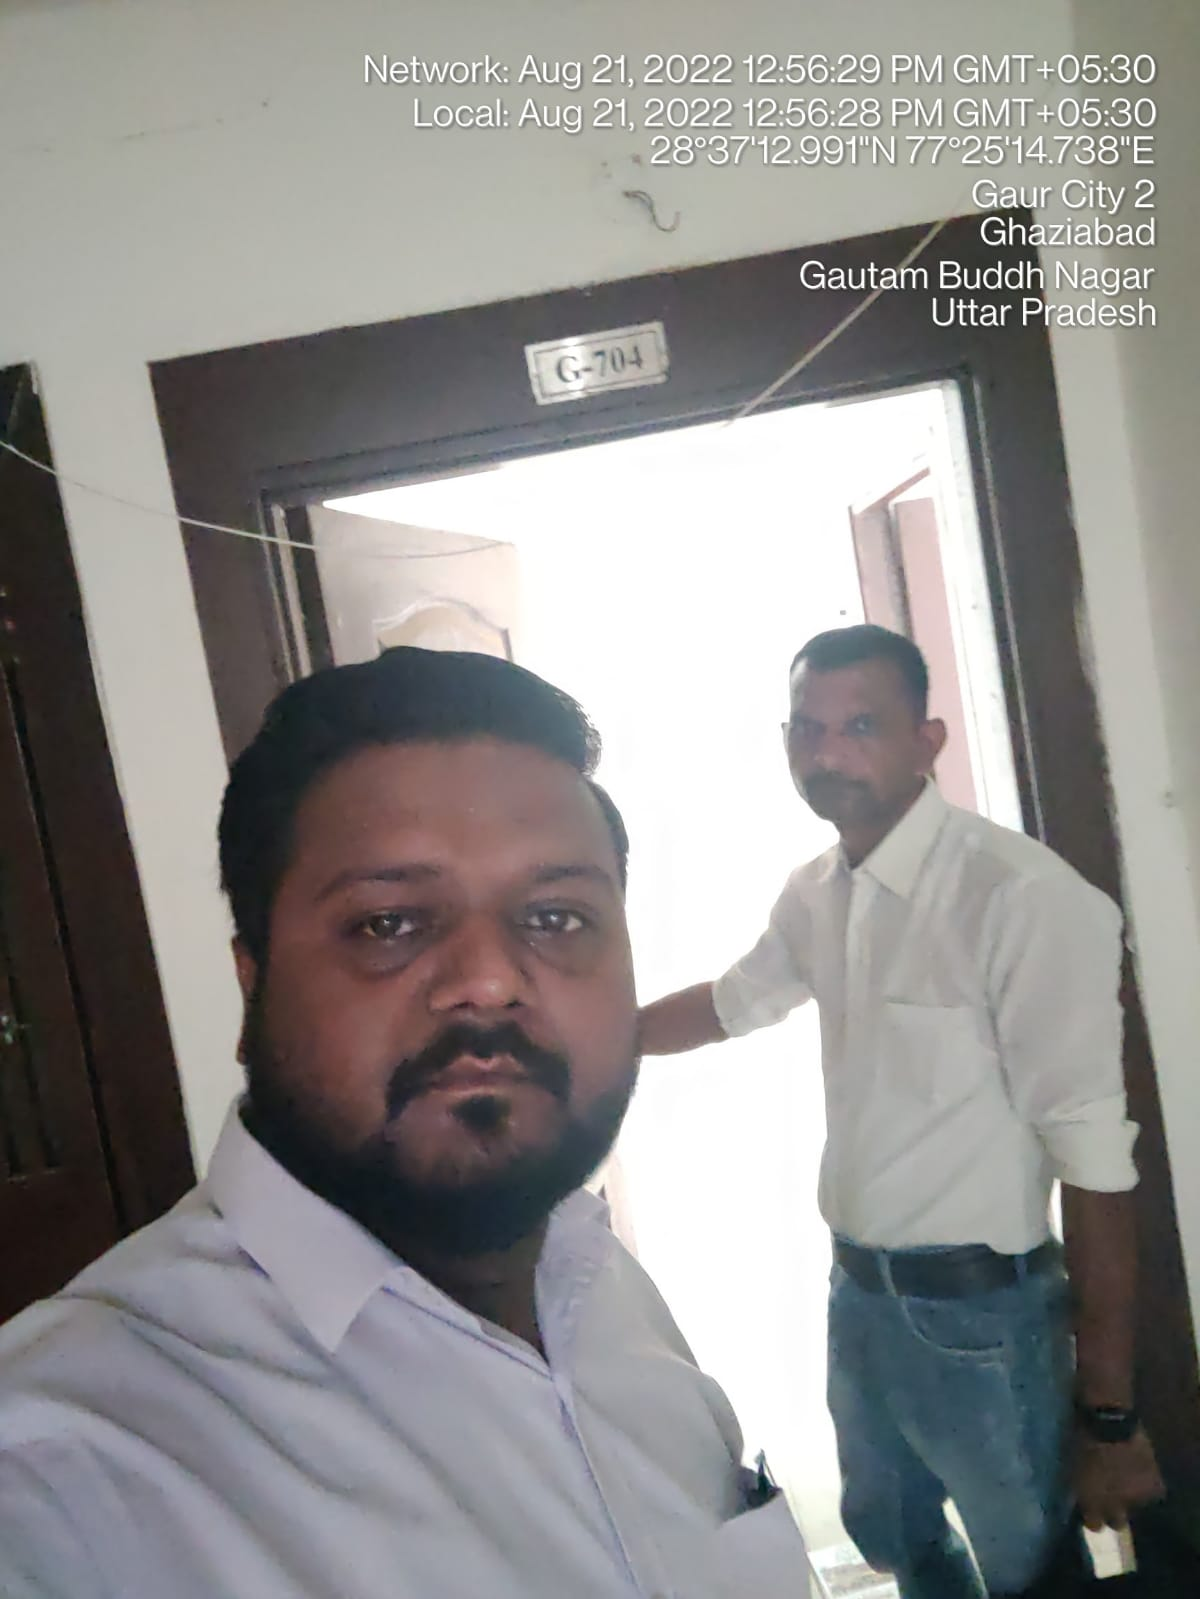 Network: Aug 21, 2022 12:56:29 PM GMT+05:30
Local: Aug 21, 2022 12:56:28 PM GMT+05:30
28°37'12.991"N 77°25'14.738"E
Gaur City 2
Ghaziabad
Gautam Buddh Nagar
Uttar Pradesh
G-704